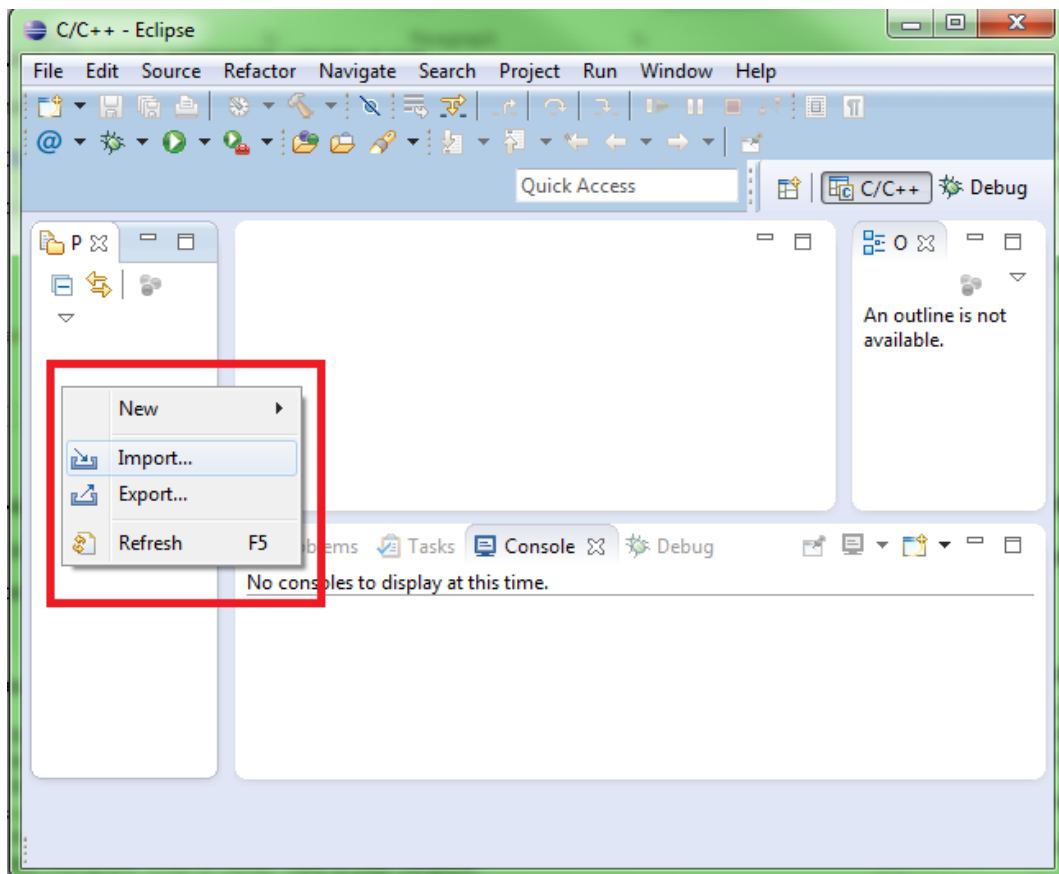 C/C++ - Eclipse
File Edit Source Refactor Navigate Search Project Run Window Help
Quick Access
C/C++ Debug
P
O
An outline is not
available.
New
Import...
Export...
Refresh F5
blems Tasks Console Debug
No consoles to display at this time.